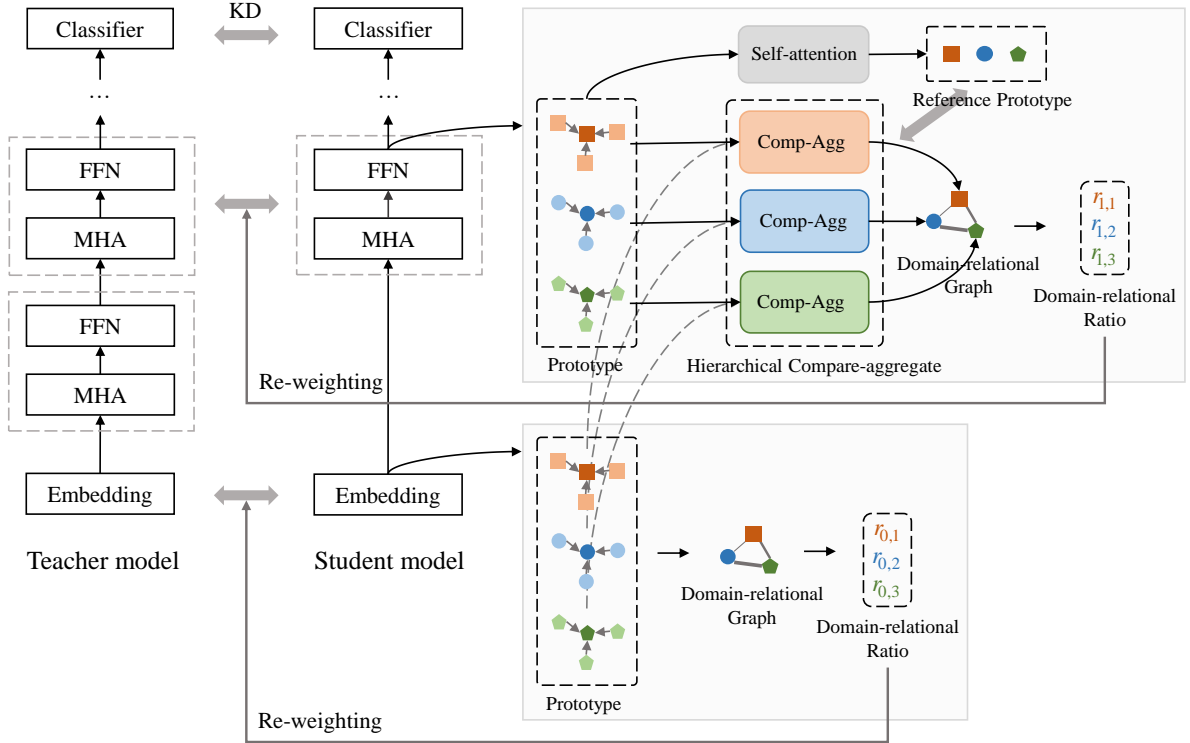 KD
Classifier
Classifier
Self-attention
...
...
Reference Prototype
FFN
FFN
Comp-Agg
MHA
MHA
Comp-Agg
r1,1
r1,2
r1,3
Domain-relational
Graph
FFN
Comp-Agg
Domain-relational
Ratio
MHA
Prototype
Hierarchical Compare-aggregate
Re-weighting
Embedding
Embedding
Teacher model
Student model
r0,1
r0,2
r0,3
Domain-relational
Graph
Domain-relational
Ratio
Prototype
Re-weighting